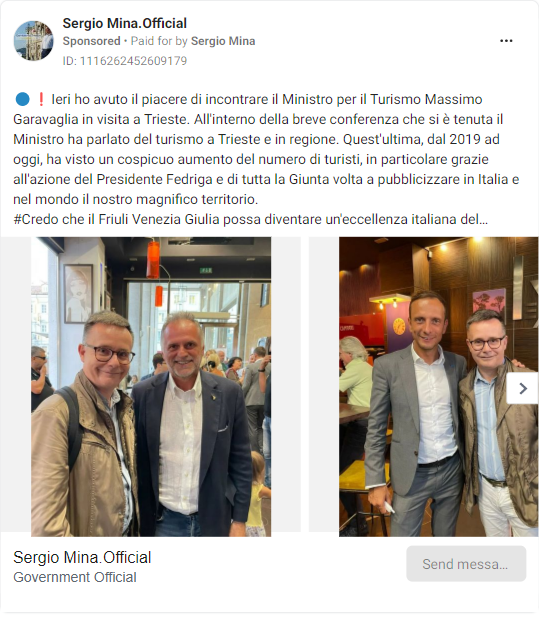 Sergio Mina.Official
Sponsored • Paid for by Sergio Mina
ID: 1116262452609179
🔵❗ Ieri ho avuto il piacere di incontrare il Ministro per il Turismo Massimo
Garavaglia in visita a Trieste. All'interno della breve conferenza che si è tenuta il
Ministro ha parlato del turismo a Trieste e in regione. Quest'ultima, dal 2019 ad
oggi, ha visto un cospicuo aumento del numero di turisti, in particolare grazie
all'azione del Presidente Fedriga e di tutta la Giunta volta a pubblicizzare in Italia e
nel mondo il nostro magnifico territorio.
#Credo che il Friuli Venezia Giulia possa diventare un'eccellenza italiana del...
Sergio Mina.Official
Government Official
Send messa...